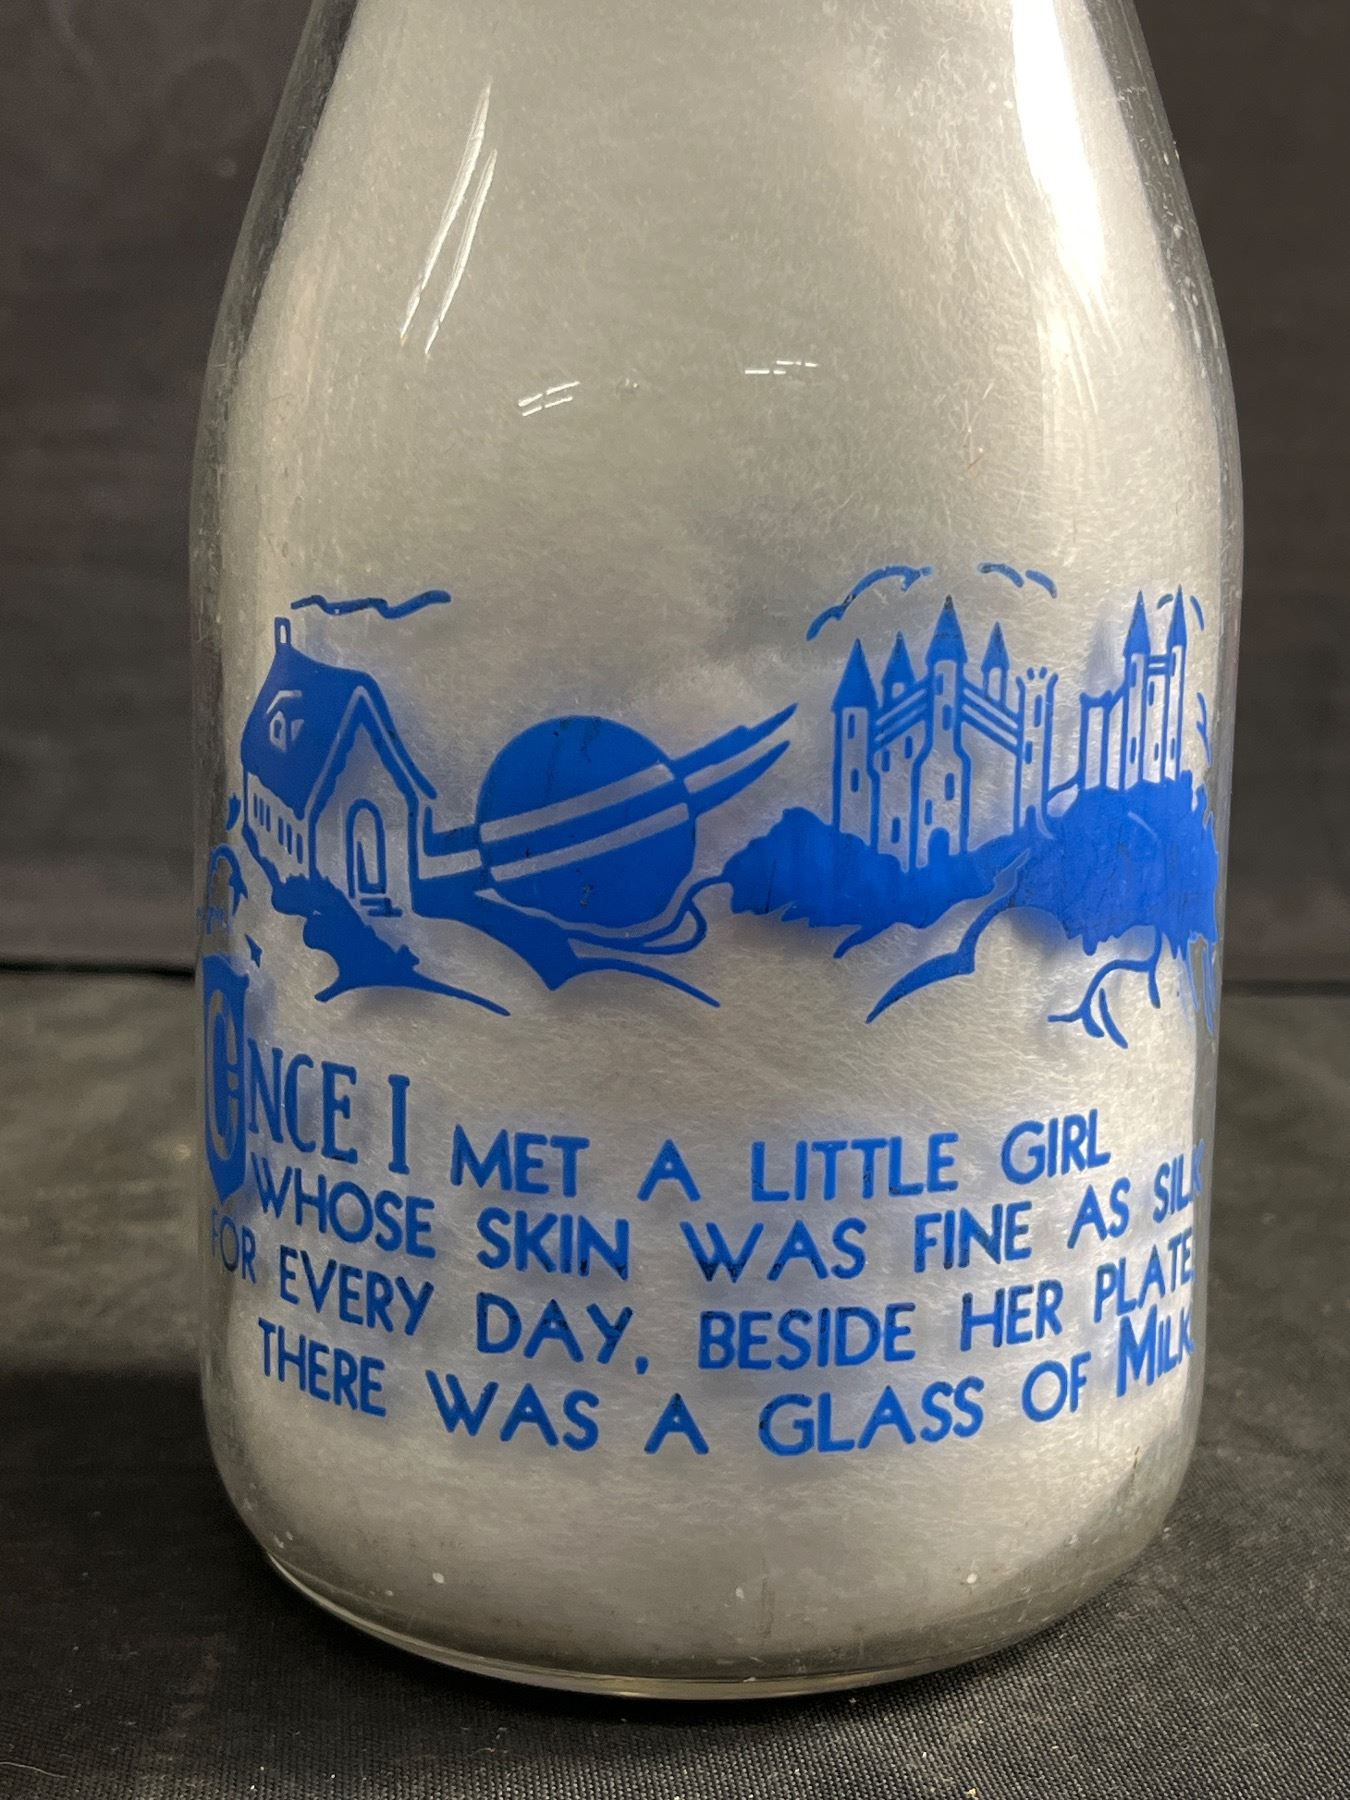 ONCE I MET A LITTLE GIRL
WHOSE SKIN WAS FINE AS SILK
FOR EVERY DAY, BESIDE HER PLATE
THERE WAS A GLASS OF MILK.